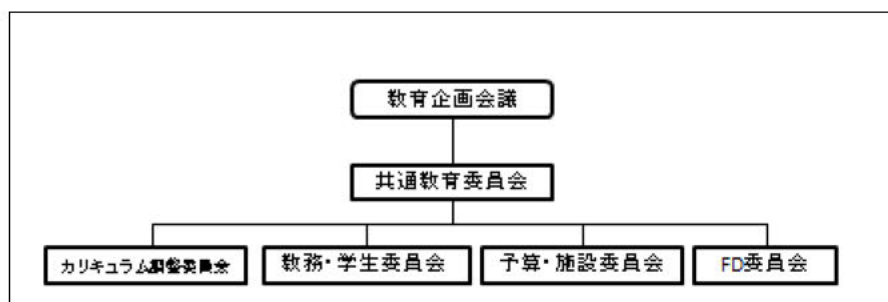 教育企画会議
共通教育委員会
カリキュラム調整委員会
教務・学生委員会
予算・施設委員会
FD委員会